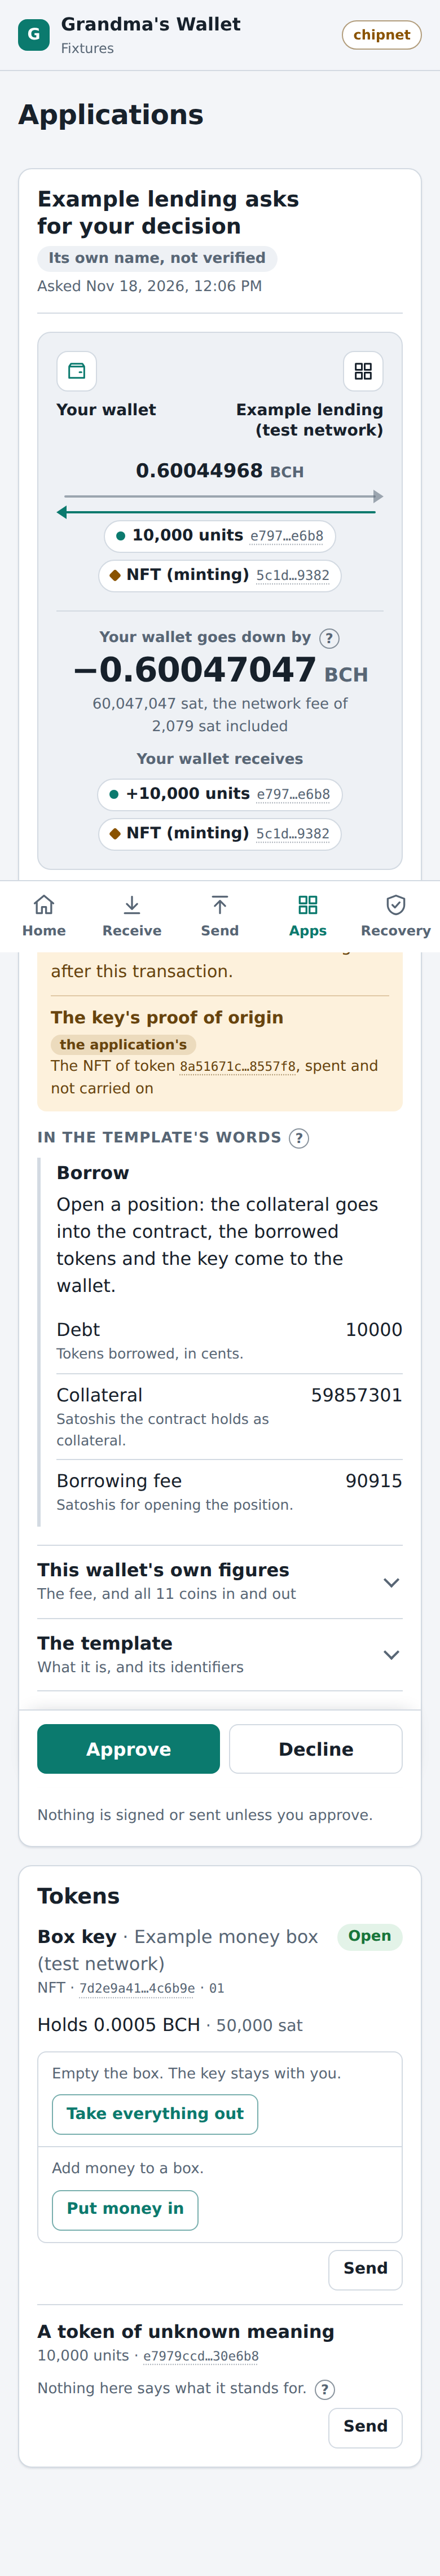 G
Grandma's Wallet
Fixtures
chipnet
Applications
Example lending asks
for your decision
Its own name, not verified
Asked Nov 18, 2026, 12:06 PM
Your wallet
Example lending
(test network)
0.60044968 BCH
10,000 units e797…e6b8
NFT (minting) 5c1d…9382
Your wallet goes down by ?
−0.60047047 BCH
60,047,047 sat, the network fee of
2,079 sat included
Your wallet receives
+10,000 units e797…e6b8
NFT (minting) 5c1d…9382
Home
Receive
Send
Apps
Recovery
after this transaction.
The key's proof of origin
the application's
The NFT of token 8a51671c…8557f8, spent and
not carried on
IN THE TEMPLATE'S WORDS ?
Borrow
Open a position: the collateral goes
into the contract, the borrowed
tokens and the key come to the
wallet.
Debt 10000
Tokens borrowed, in cents.
Collateral 59857301
Satoshis the contract holds as
collateral.
Borrowing fee 90915
Satoshis for opening the position.
This wallet's own figures
The fee, and all 11 coins in and out
The template
What it is, and its identifiers
Approve
Decline
Nothing is signed or sent unless you approve.
Tokens
Box key · Example money box
(test network)
Open
NFT · 7d2e9a41…4c6b9e · 01
Holds 0.0005 BCH · 50,000 sat
Empty the box. The key stays with you.
Take everything out
Add money to a box.
Put money in
Send
A token of unknown meaning
10,000 units · e7979ccd…30e6b8
Nothing here says what it stands for. ?
Send